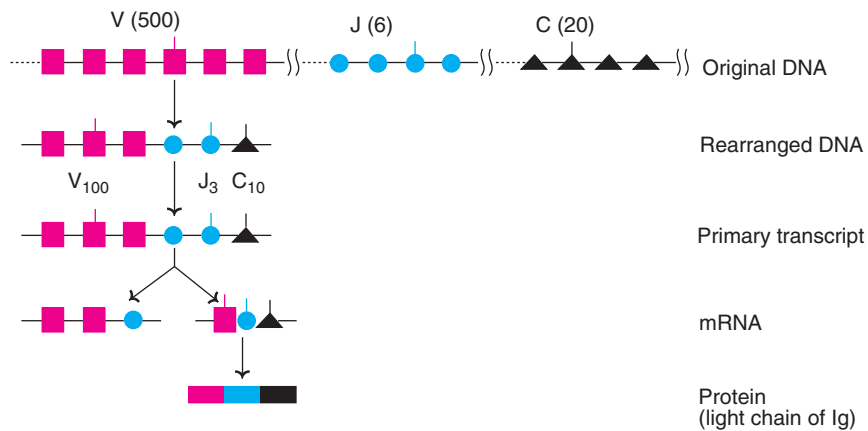 V (500)
J (6)
C (20)
Original DNA
Rearranged DNA
V100
J3
C10
Primary transcript
mRNA
Protein
(light chain of Ig)